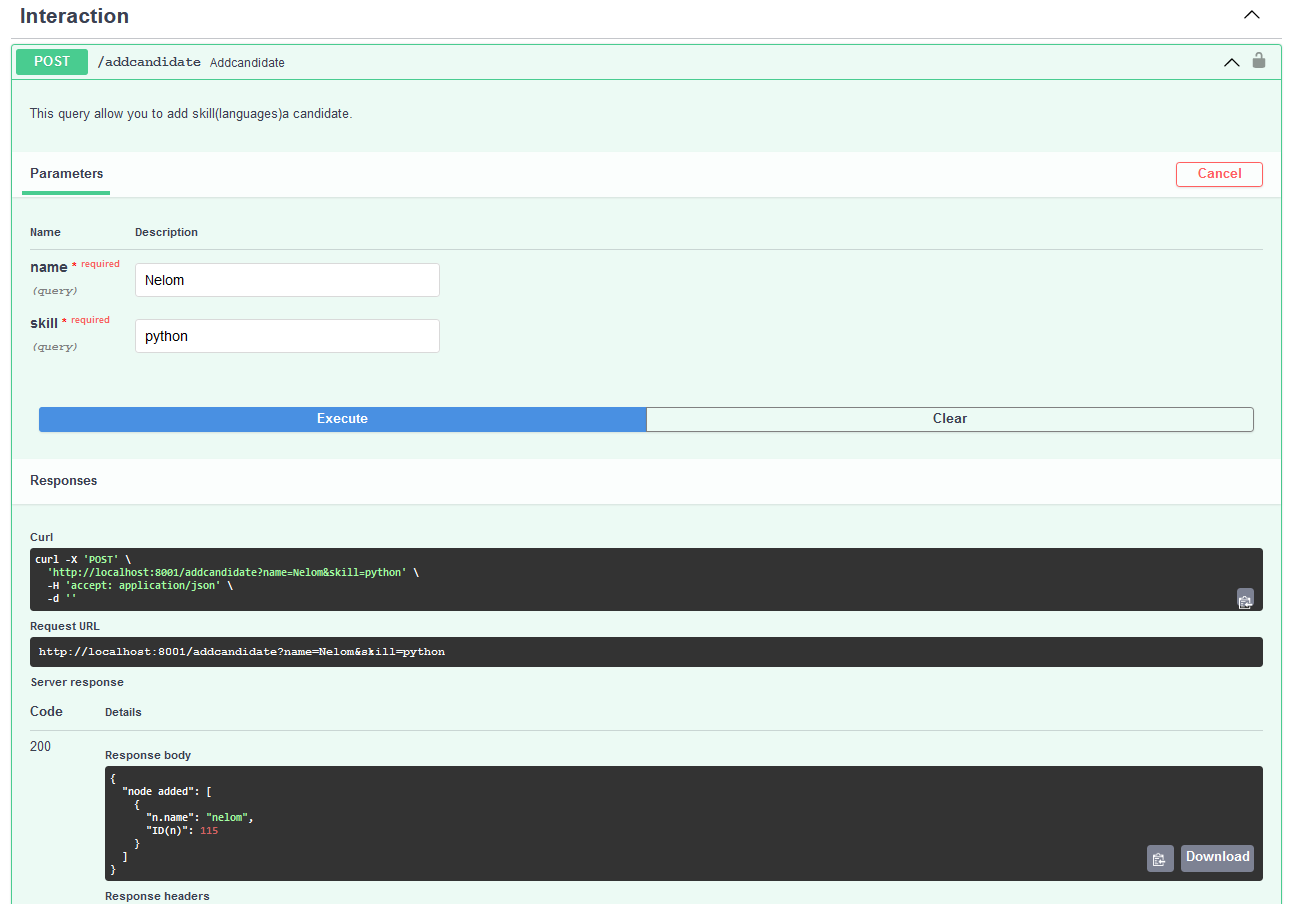 Interaction
POST /addcandidate Addcandidate
This query allow you to add skill(languages)a candidate.
Parameters
Cancel
Name Description
name * required
(query)
Nelom
skill * required
(query)
python
Execute Clear
Responses
Curl
curl -X 'POST' \
'http://localhost:8001/addcandidate?name=Nelom&skill=python' \
-H 'accept: application/json' \
-d ''
Request URL
http://localhost:8001/addcandidate?name=Nelom&skill=python
Server response
Code Details
200
Response body
{
"node added": [
{
"n.name": "nelom",
"ID(n)": 115
}
]
}
Download
Response headers